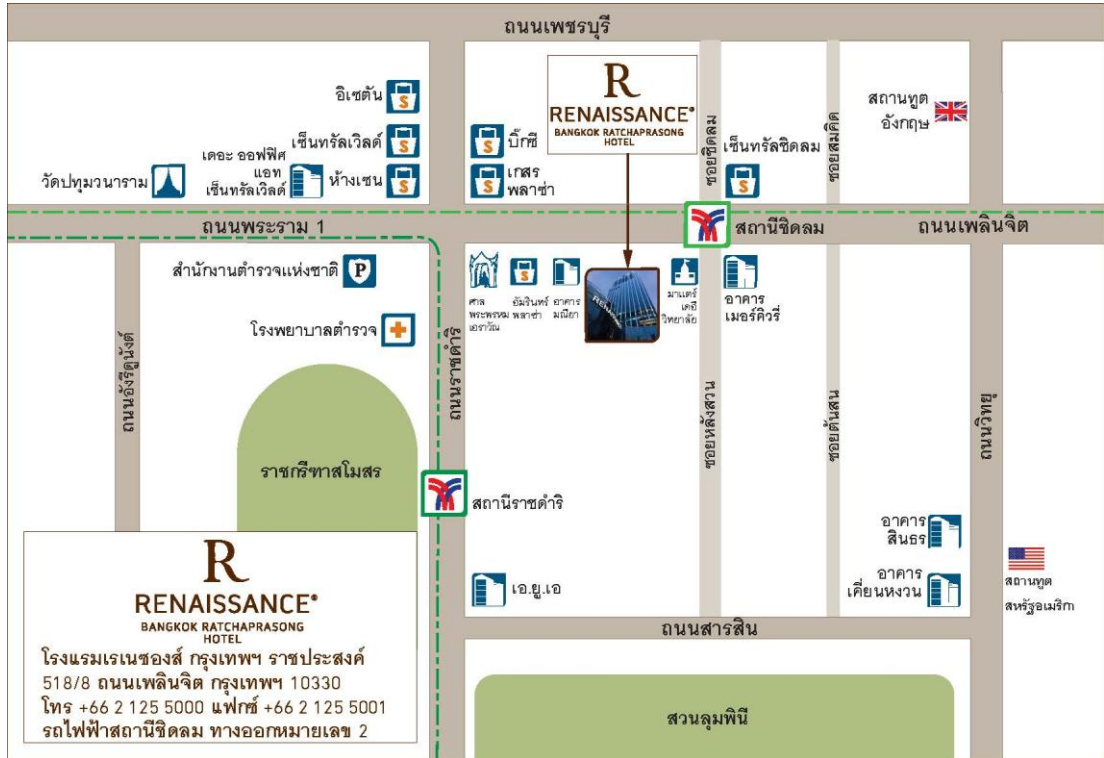 ถนนเพชรบุรี
R
RENAISSANCE®
BANGKOK RATCHAPRASONG
HOTEL
อิเซตัน
เซ็นทรัลเวิลด์
เดอะ ออฟฟิศ
แอท
เซ็นทรัลเวิลด์
ห้างเซน
วัดปทุมวนาราม
บิ๊กซี
เกสร
พลาซ่า
ซอยชิดลม
เซ็นทรัลชิดลม
ซอยสมคิด
สถานทูต
อังกฤษ
ถนนพระราม 1
สถานีชิดลม
ถนนเพลินจิต
สำนักงานตำรวจแห่งชาติ
P
โรงพยาบาลตำรวจ
ศาล
พระพรหม
เอราวัณ
อัมรินทร์
พลาซ่า
อาคาร
มณียา
มาแตร์
เดอี
วิทยาลัย
อาคาร
เมอร์คิวรี่
ถนนอังรีดูนังต์
ถนนราชดำริ
ซอยหลังสวน
ซอยต้นสน
ถนนวิทยุ
ราชกรีฑาสโมสร
สถานีราชดำริ
อาคาร
สินธร
อาคาร
เคี่ยนหงวน
สถานทูต
สหรัฐอเมริกา
เอ.ยู.เอ
ถนนสารสิน
สวนลุมพินี
R
RENAISSANCE®
BANGKOK RATCHAPRASONG
HOTEL
โรงแรมเรเนซองส์ กรุงเทพฯ ราชประสงค์
518/8 ถนนเพลินจิต กรุงเทพฯ 10330
โทร +66 2 125 5000 แฟกซ์ +66 2 125 5001
รถไฟฟ้าสถานีชิดลม ทางออกหมายเลข 2